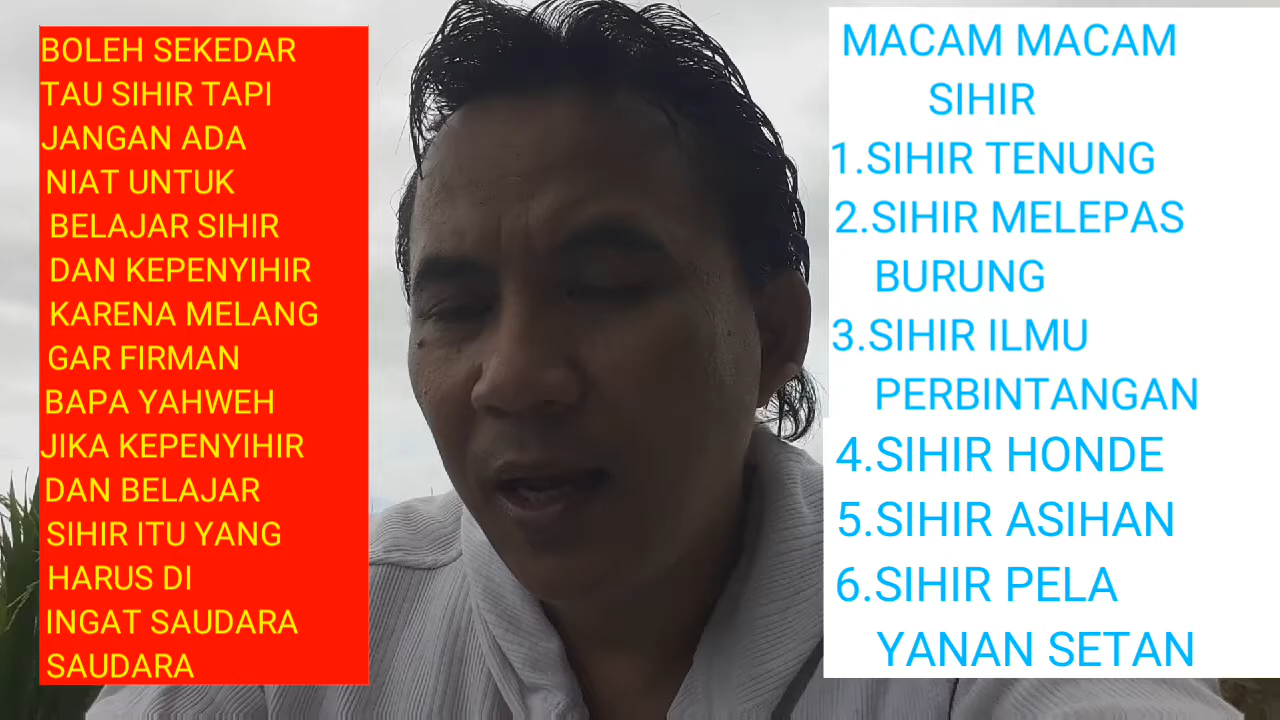 BOLEH SEKEDAR
TAU SIHIR TAPI
JANGAN ADA
NIAT UNTUK
BELAJAR SIHIR
DAN KEPENYIHIR
KARENA MELANG
GAR FIRMAN
BAPA YAHWEH
JIKA KEPENYIHIR
DAN BELAJAR
SIHIR ITU YANG
HARUS DI
INGAT SAUDARA
SAUDARA
MACAM MACAM
SIHIR
1.SIHIR TENUNG
2.SIHIR MELEPAS
BURUNG
3.SIHIR ILMU
PERBINTANGAN
4.SIHIR HONDE
5.SIHIR ASIHAN
6.SIHIR PELA
YANAN SETAN